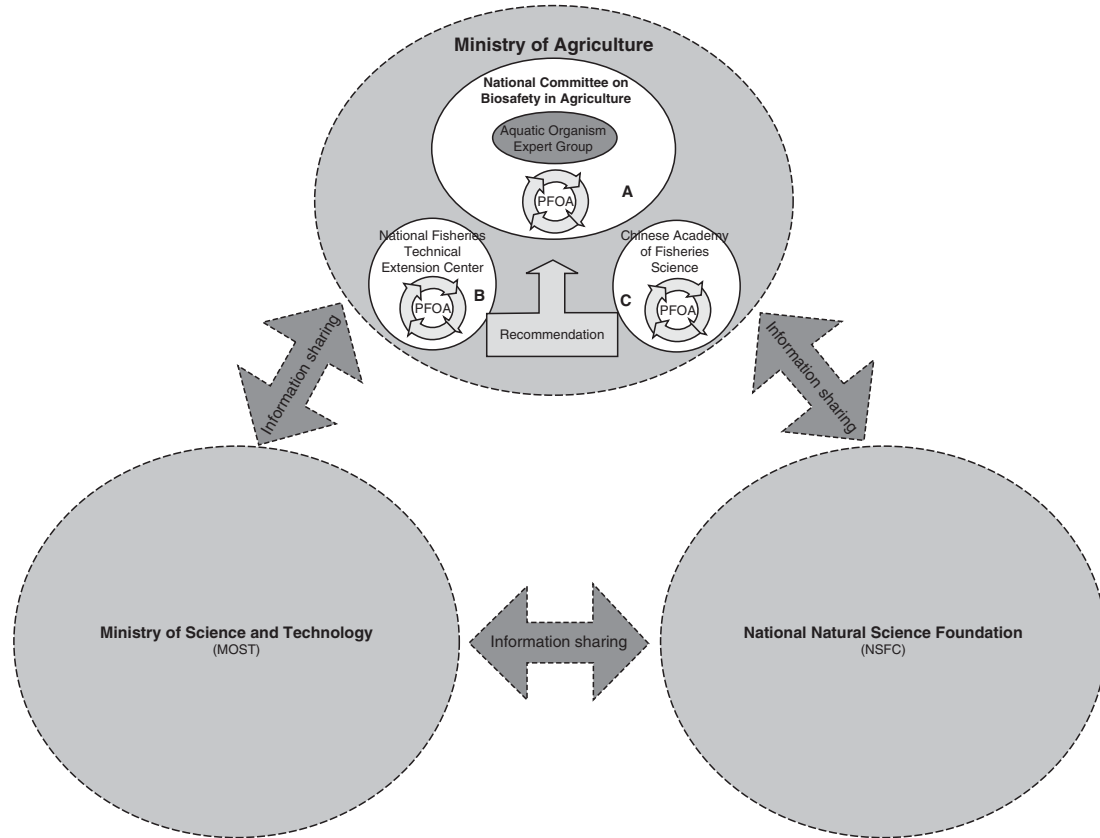 Ministry of Agriculture
National Committee on
Biosafety in Agriculture
Aquatic Organism
Expert Group
PFOA
A
National Fisheries
Technical
Extension Center
PFOA
B
Chinese Academy
of Fisheries
Science
C
PFOA
Recommendation
Information sharing
Information sharing
Ministry of Science and Technology
(MOST)
Information sharing
National Natural Science Foundation
(NSFC)